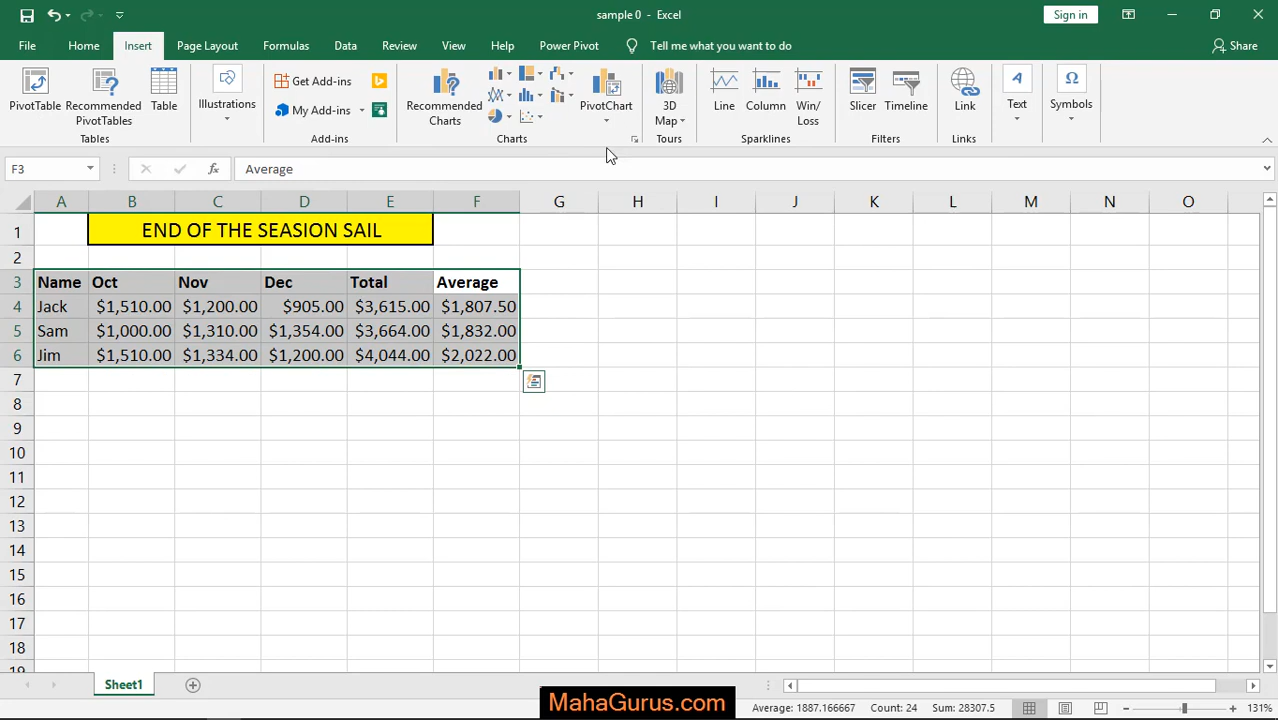 sample 0 - Excel
Sign in
File Home Insert Page Layout Formulas Data Review View Help Power Pivot Tell me what you want to do Share
PivotTable Recommended PivotTables Table
Tables
Illustrations
Get Add-ins
My Add-ins
Add-ins
Recommended Charts
PivotChart
Charts
3D Map
Tours
Line Column Win/ Loss
Sparklines
Slicer Timeline
Filters
Link
Links
Text
Symbols
F3 fx Average
A B C D E F G H I J K L M N O
1 END OF THE SEASION SAIL
2
3 Name Oct Nov Dec Total Average
4 Jack $1,510.00 $1,200.00 $905.00 $3,615.00 $1,807.50
5 Sam $1,000.00 $1,310.00 $1,354.00 $3,664.00 $1,832.00
6 Jim $1,510.00 $1,334.00 $1,200.00 $4,044.00 $2,022.00
7
8
9
10
11
12
13
14
15
16
17
18
19
Sheet1
MahaGurus.com
Average: 1887.166667 Count: 24 Sum: 28307.5 131%